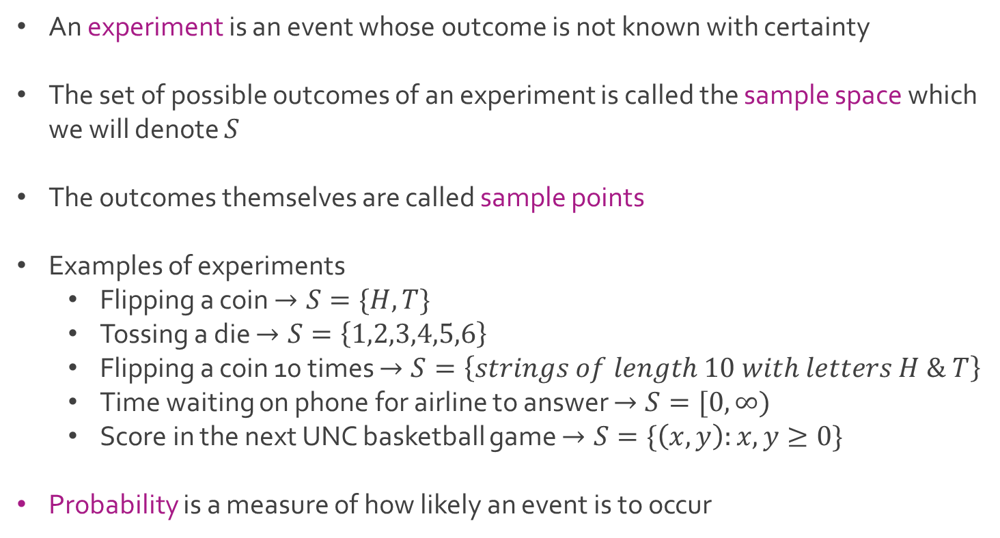 • An experiment is an event whose outcome is not known with certainty
• The set of possible outcomes of an experiment is called the sample space which
we will denote S
• The outcomes themselves are called sample points
• Examples of experiments
• Flipping a coin → S = {H, T}
• Tossing a die → S = {1,2,3,4,5,6}
• Flipping a coin 10 times → S = {strings of length 10 with letters H & T}
• Time waiting on phone for airline to answer → S = [0, ∞)
• Score in the next UNC basketball game → S = {(x, y): x, y ≥ 0}
• Probability is a measure of how likely an event is to occur